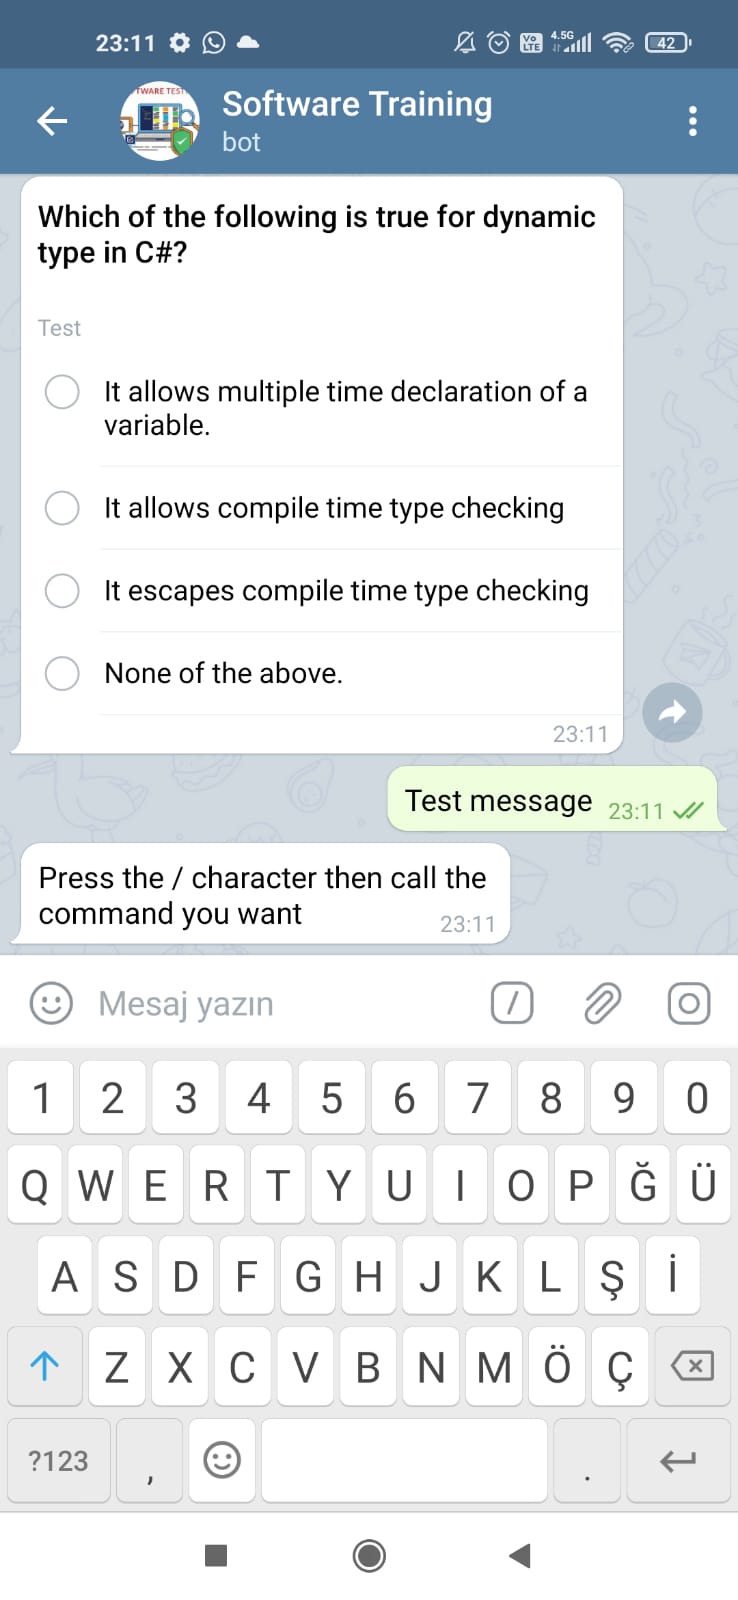 23:11
Vo
LTE
4.5G
42
TWARE TEST
Software Training
bot
Which of the following is true for dynamic
type in C#?
Test
It allows multiple time declaration of a
variable.
It allows compile time type checking
It escapes compile time type checking
None of the above.
23:11
Test message 23:11
Press the / character then call the
command you want
23:11
Mesaj yazın /
1 2 3 4 5 6 7 8 9 0
Q W E R T Y U I O P Ğ Ü
A S D F G H J K L Ş İ
Z X C V B N M Ö Ç
?123 , .